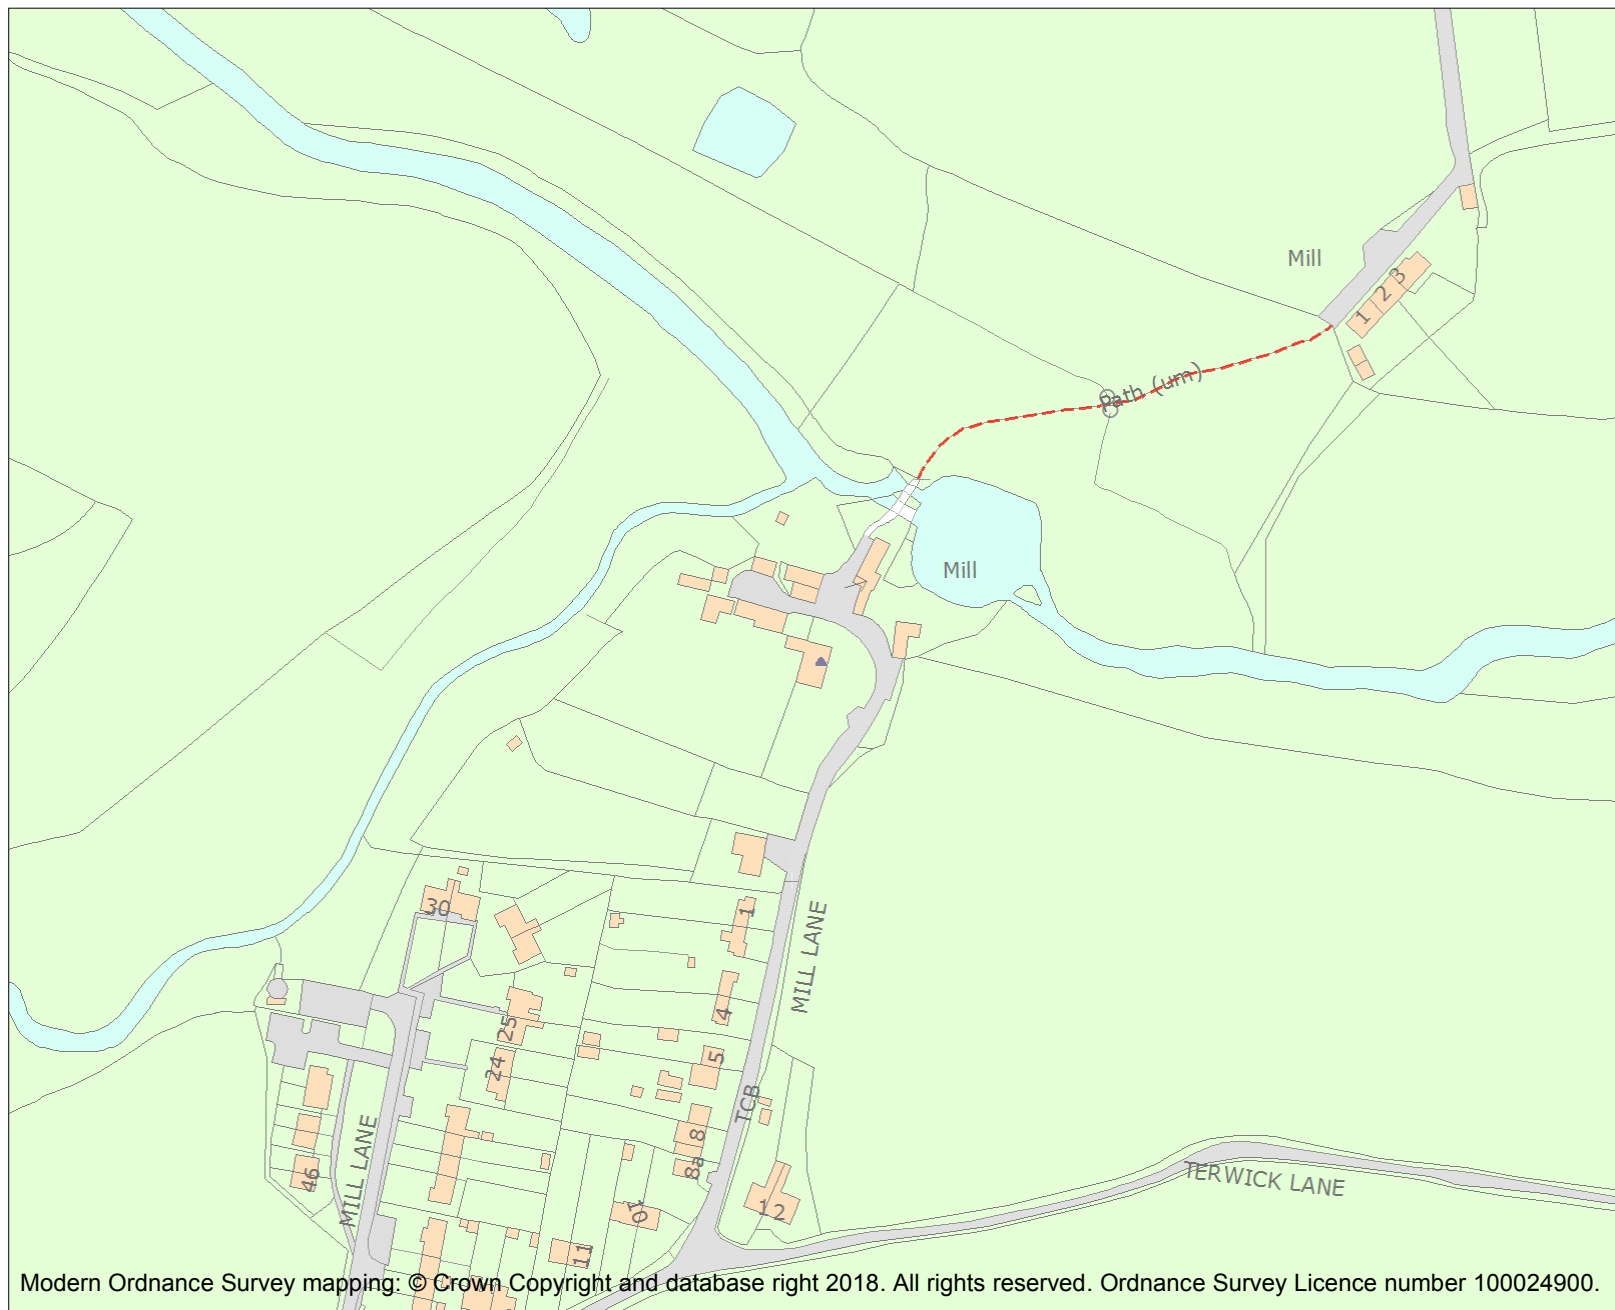 Mill
3
2
1
Path (um)
Mill
30
1
MILL LANE
4
25
24
5
TCB
8
8a
46
MILL LANE
12
TERWICK LANE
10
11
Modern Ordnance Survey mapping: © Crown Copyright and database right 2018. All rights reserved. Ordnance Survey Licence number 100024900.